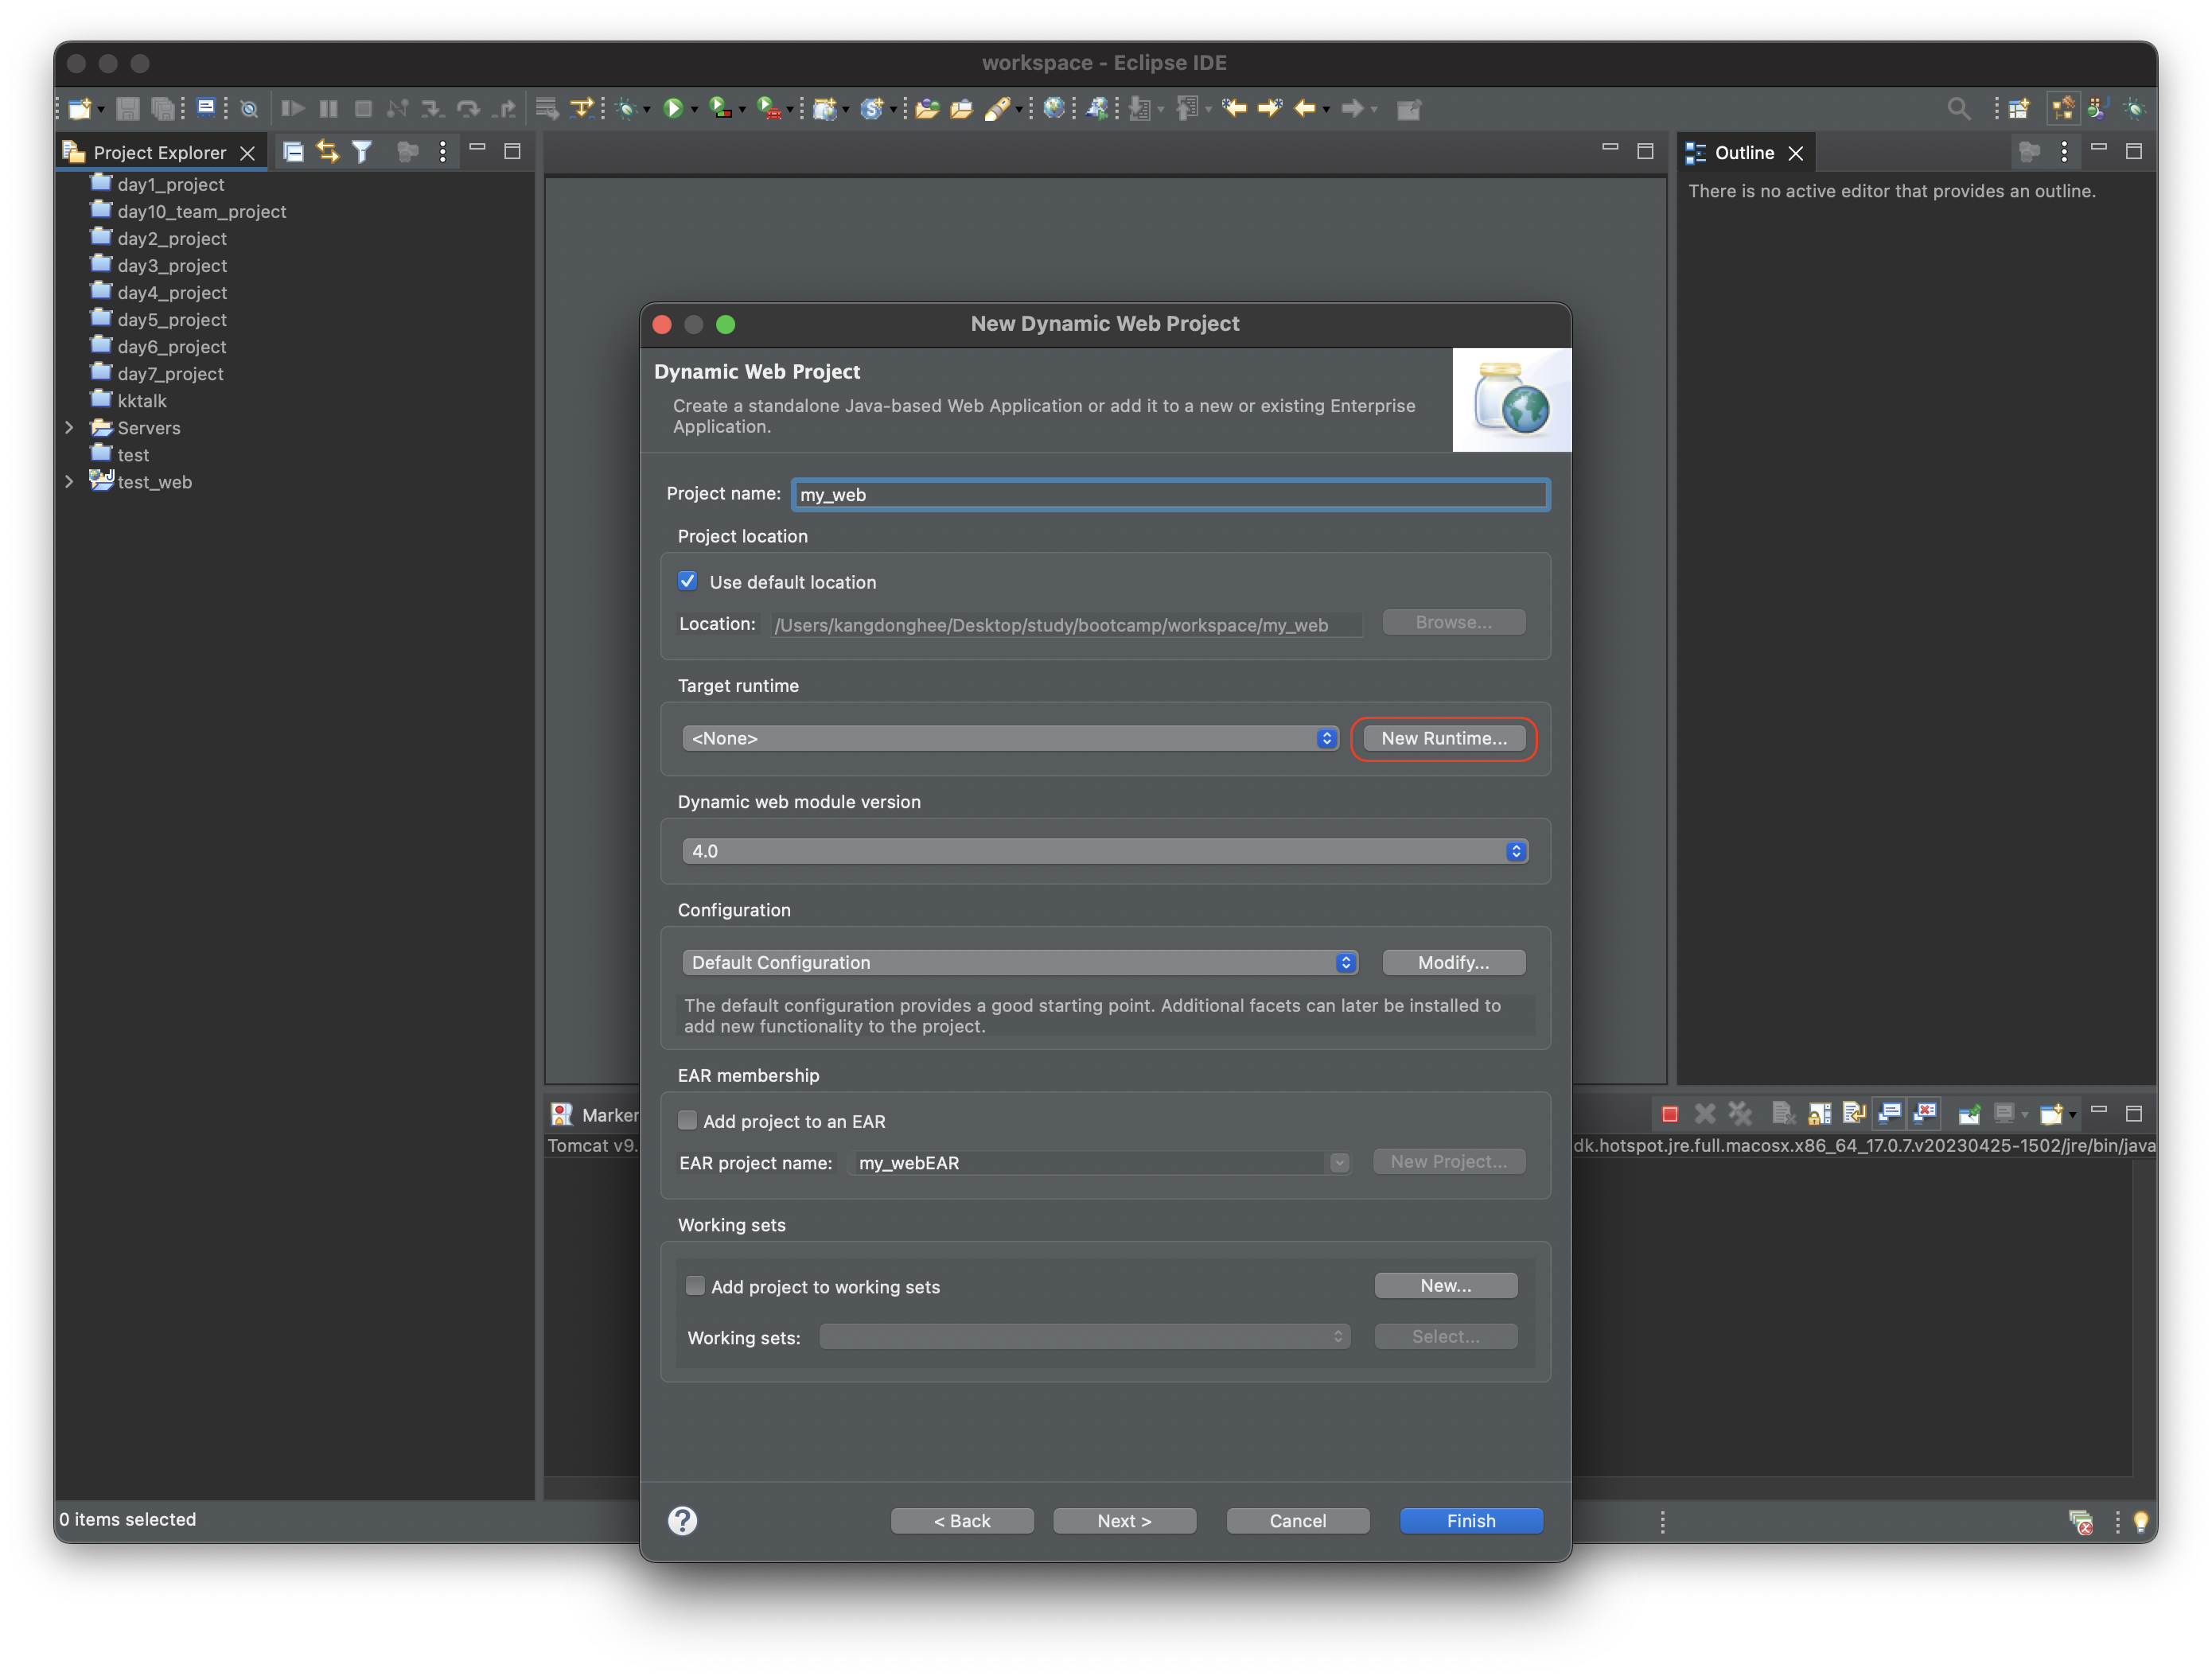 workspace - Eclipse IDE
Project Explorer
Outline
There is no active editor that provides an outline.
day1_project
day10_team_project
day2_project
day3_project
day4_project
day5_project
day6_project
day7_project
kktalk
Servers
test
test_web
New Dynamic Web Project
Dynamic Web Project
Create a standalone Java-based Web Application or add it to a new or existing Enterprise
Application.
Project name: my_web
Project location
Use default location
Location: /Users/kangdonghee/Desktop/study/bootcamp/workspace/my_web Browse...
Target runtime
<None> New Runtime...
Dynamic web module version
4.0
Configuration
Default Configuration Modify...
The default configuration provides a good starting point. Additional facets can later be installed to
add new functionality to the project.
EAR membership
Add project to an EAR
EAR project name: my_webEAR New Project...
Working sets
Add project to working sets New...
Working sets: Select...
? < Back Next > Cancel Finish
Marker
Tomcat v9. dk.hotspot.jre.full.macosx.x86_64_17.0.7.v20230425-1502/jre/bin/java
0 items selected